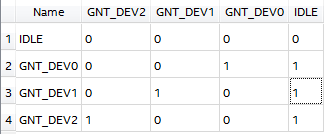 Name GNT_DEV2 GNT_DEV1 GNT_DEV0 IDLE
1 IDLE 0 0 0 0
2 GNT_DEV0 0 0 1 1
3 GNT_DEV1 0 1 0 1
4 GNT_DEV2 1 0 0 1